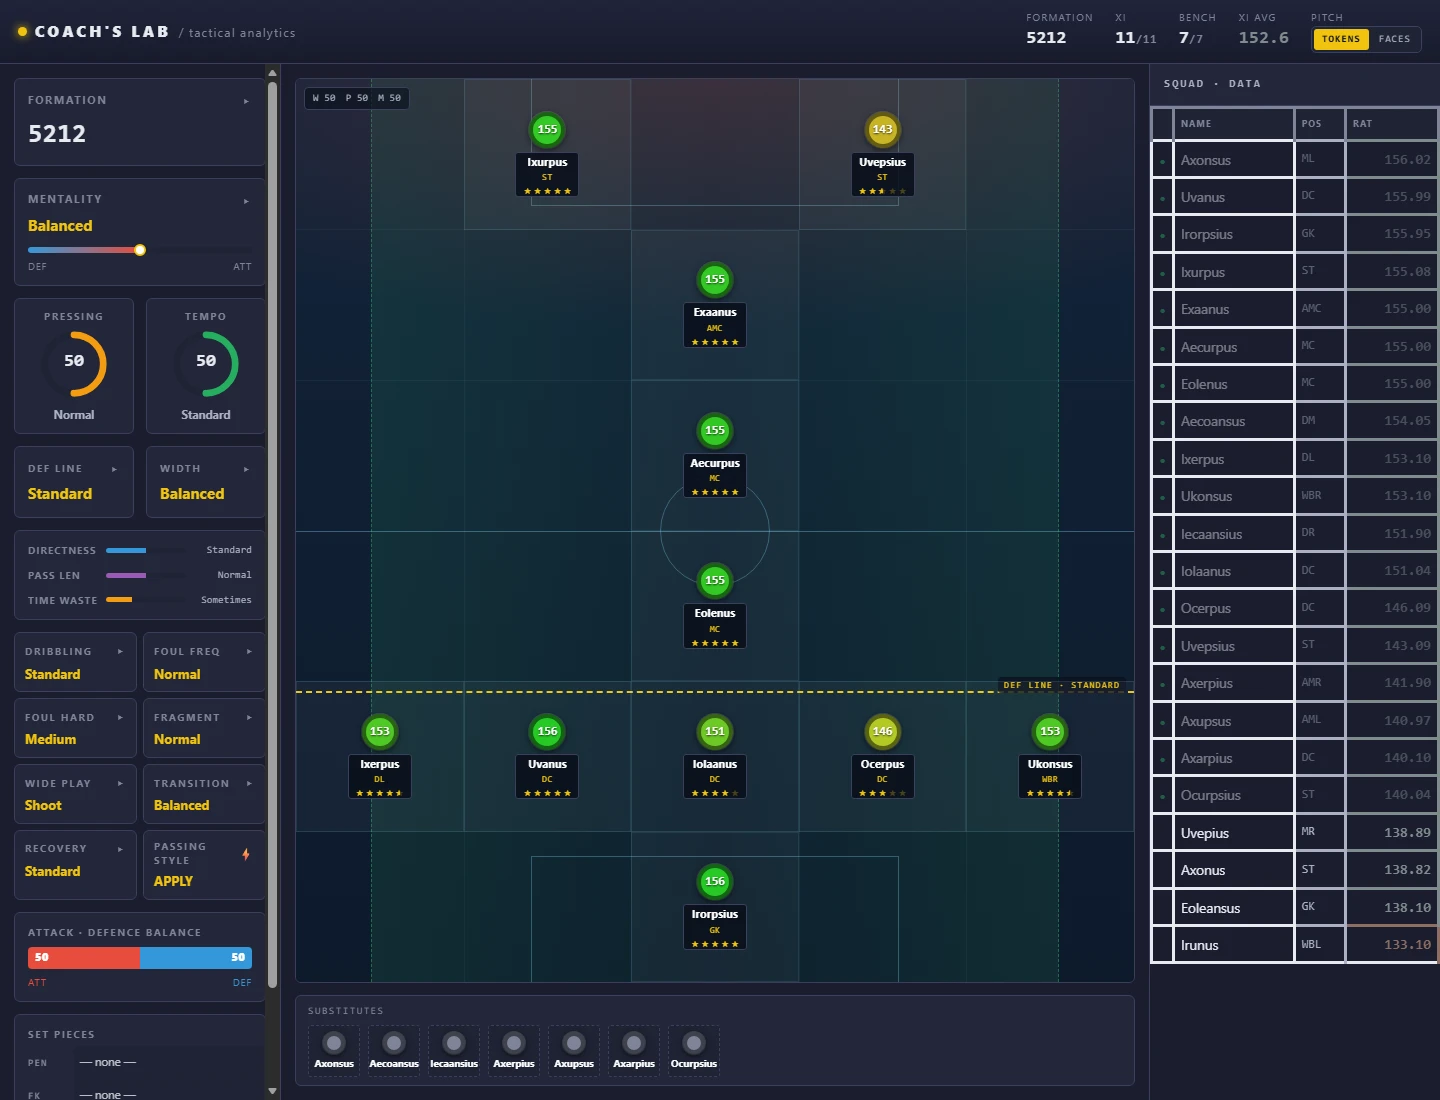 COACH'S LAB / tactical analytics
FORMATION
5212
XI
11/11
BENCH
7/7
XI AVG
152.6
PITCH
TOKENS FACES
FORMATION
5212
MENTALITY
Balanced
DEF ATT
PRESSING
50
Normal
TEMPO
50
Standard
DEF LINE
Standard
WIDTH
Balanced
DIRECTNESS Standard
PASS LEN Normal
TIME WASTE Sometimes
DRIBBLING
Standard
FOUL FREQ
Normal
FOUL HARD
Medium
FRAGMENT
Normal
WIDE PLAY
Shoot
TRANSITION
Balanced
RECOVERY
Standard
PASSING STYLE
APPLY
ATTACK · DEFENCE BALANCE
50 50
ATT DEF
SET PIECES
PEN — none —
FK — none —
W 50 P 50 M 50
155
Ixurpus
ST
143
Uvepsius
ST
155
Exaanus
AMC
155
Aecurpus
MC
155
Eolenus
MC
DEF LINE · STANDARD
153
Ixerpus
DL
156
Uvanus
DC
151
Iolaanus
DC
146
Ocerpus
DC
153
Ukonsus
WBR
156
Irorpsius
GK
SUBSTITUTES
Axonsus Aecoansus Iecaansius Axerpius Axupsus Axarpius Ocurpsius
SQUAD · DATA
NAME POS RAT
Axonsus ML 156.02
Uvanus DC 155.99
Irorpsius GK 155.95
Ixurpus ST 155.08
Exaanus AMC 155.00
Aecurpus MC 155.00
Eolenus MC 155.00
Aecoansus DM 154.05
Ixerpus DL 153.10
Ukonsus WBR 153.10
Iecaansius DR 151.90
Iolaanus DC 151.04
Ocerpus DC 146.09
Uvepsius ST 143.09
Axerpius AMR 141.90
Axupsus AML 140.97
Axarpius DC 140.10
Ocurpsius ST 140.04
Uvepius MR 138.89
Axonus ST 138.82
Eoleansus GK 138.10
Irunus WBL 133.10